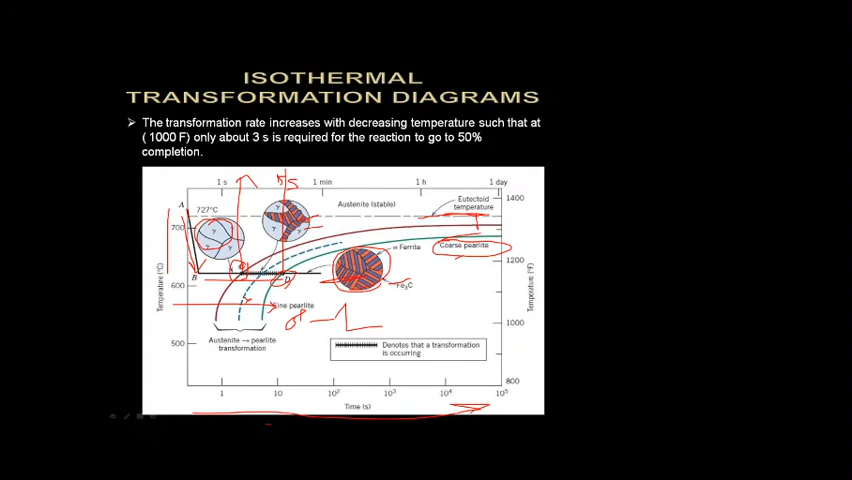 ISOTHERMAL
TRANSFORMATION DIAGRAMS
➢ The transformation rate increases with decreasing temperature such that at
( 1000 F) only about 3 s is required for the reaction to go to 50%
completion.
1 s 1 min 1 h 1 day
A 727°C Austenite (stable) Eutectoid
temperature
1400
700
γ γ γ γ
γ γ
Coarse pearlite
α Ferrite
1200
B C D
Fe3C
600
Fine pearlite
1000
Temperature (°C)
Temperature (°F)
Austenite → pearlite
transformation
Denotes that a transformation
is occurring
500
800
1 10 10² 10³ 10⁴ 10⁵
Time (s)